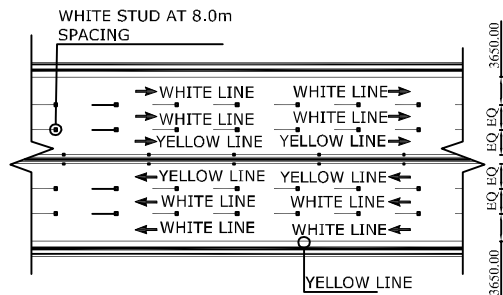 WHITE STUD AT 8.0m
SPACING
WHITE LINE WHITE LINE
WHITE LINE WHITE LINE
YELLOW LINE YELLOW LINE
YELLOW LINE YELLOW LINE
WHITE LINE WHITE LINE
WHITE LINE WHITE LINE
YELLOW LINE
3650.00
EQ
EQ
EQ
EQ
3650.00